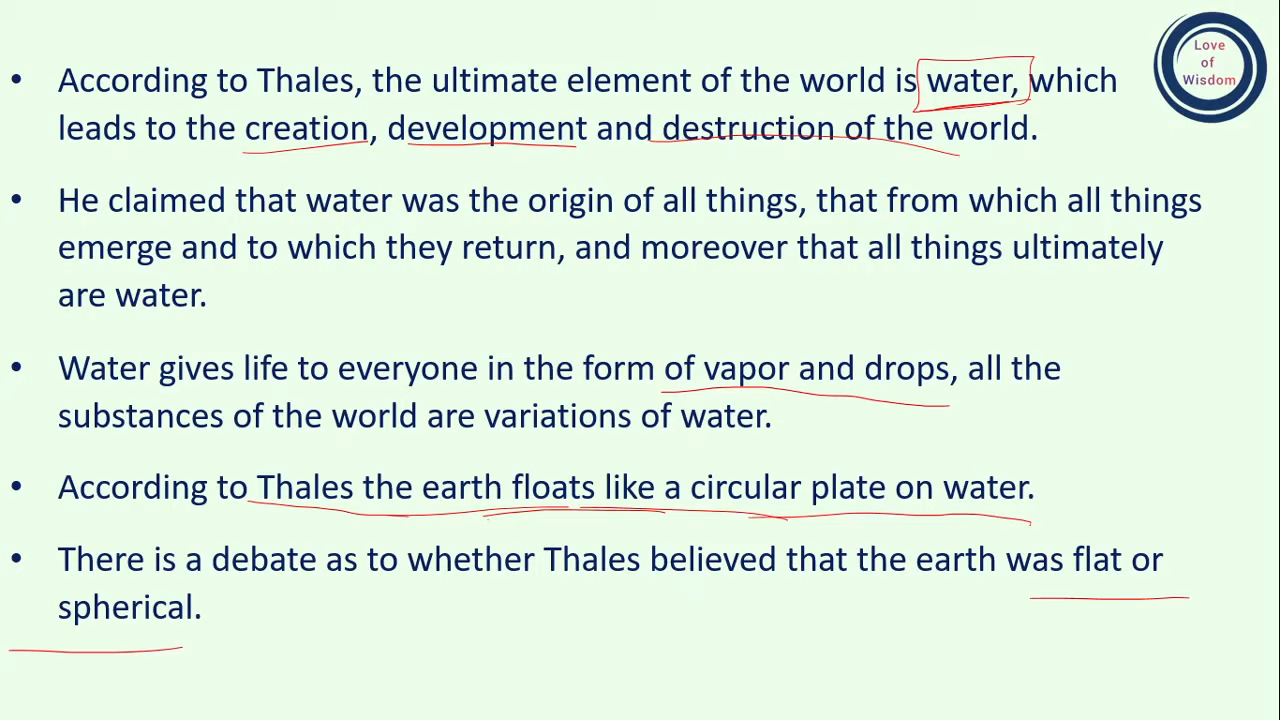 Love
of
Wisdom
• According to Thales, the ultimate element of the world is water, which
leads to the creation, development and destruction of the world.
• He claimed that water was the origin of all things, that from which all things
emerge and to which they return, and moreover that all things ultimately
are water.
• Water gives life to everyone in the form of vapor and drops, all the
substances of the world are variations of water.
• According to Thales the earth floats like a circular plate on water.
• There is a debate as to whether Thales believed that the earth was flat or
spherical.